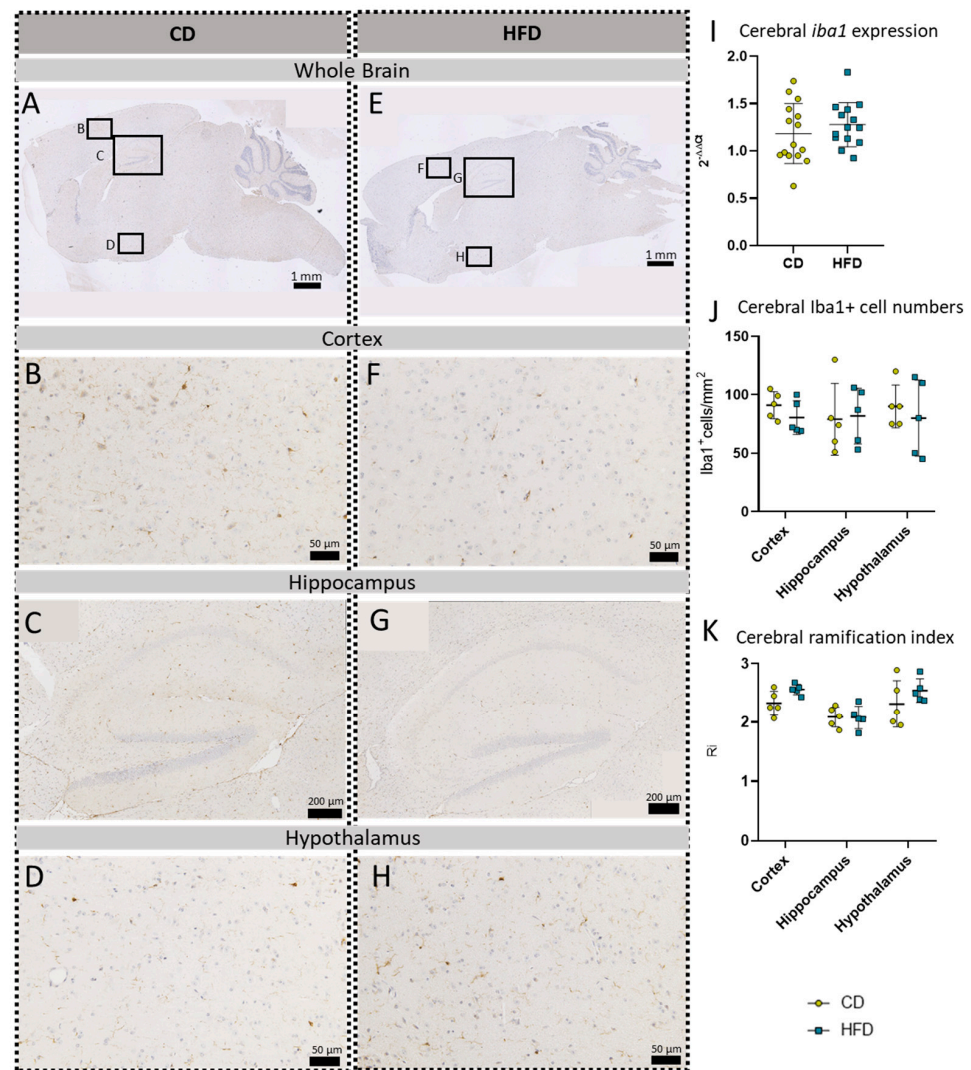 CD
HFD
Whole Brain
A
B
C
D
1 mm
E
F
G
H
1 mm
Cortex
B
50 µm
F
50 µm
Hippocampus
C
200 µm
G
200 µm
Hypothalamus
D
50 µm
H
50 µm
I Cerebral iba1 expression
2^-ΔΔCt
2.0
1.5
1.0
0.5
0.0
CD HFD
J Cerebral Iba1+ cell numbers
Iba1+ cells/mm²
150
100
50
0
Cortex
Hippocampus
Hypothalamus
K Cerebral ramification index
Ri
3
2
1
0
Cortex
Hippocampus
Hypothalamus
CD
HFD